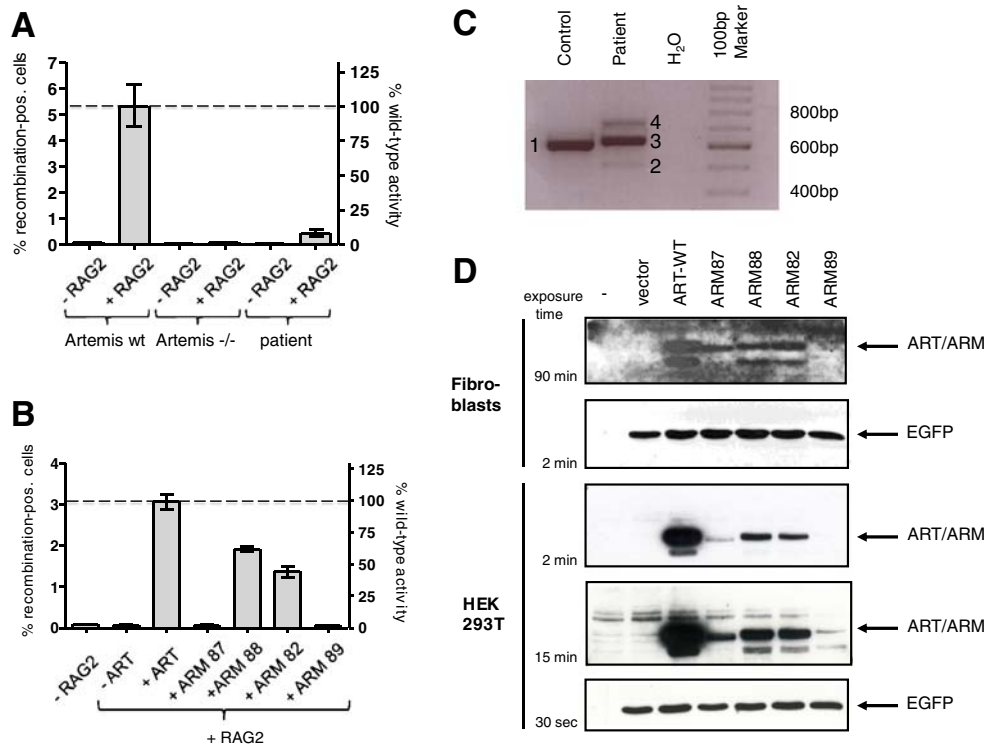 A
% recombination-pos. cells
7
6
5
4
3
2
1
0
125
100
75
50
25
0
% wild-type activity
- RAG2
+ RAG2
- RAG2
+ RAG2
- RAG2
+ RAG2
Artemis wt
Artemis -/-
patient
B
% recombination-pos. cells
4
3
2
1
0
125
100
75
50
25
0
% wild-type activity
- RAG2
- ART
+ ART
+ ARM 87
+ARM 88
+ ARM 82
+ ARM 89
+ RAG2
C
Control
Patient
H₂O
100bp
Marker
1
4
3
2
800bp
600bp
400bp
D
exposure
time
-
vector
ART-WT
ARM87
ARM88
ARM82
ARM89
Fibro-
blasts
90 min
ART/ARM
2 min
EGFP
HEK
293T
2 min
ART/ARM
15 min
ART/ARM
30 sec
EGFP